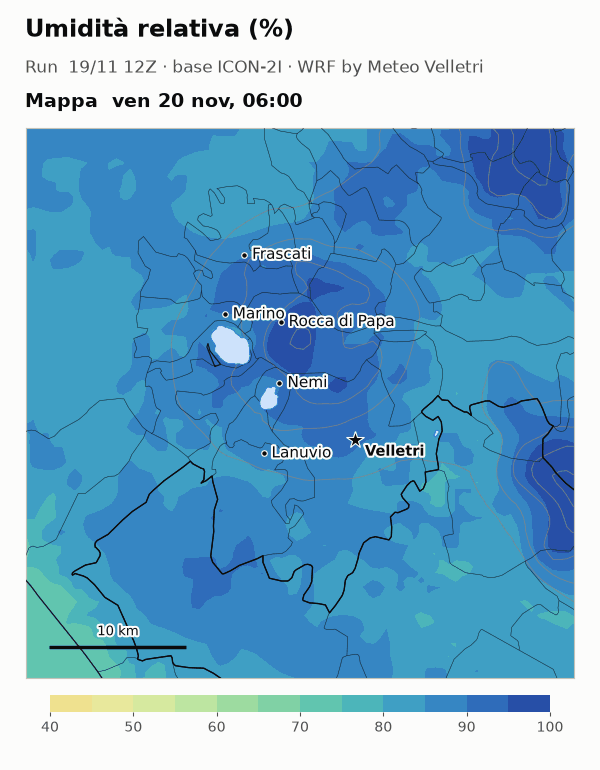 Umidità relativa (%)
Run  19/11 12Z · base ICON-2I · WRF by Meteo Velletri
Mappa  ven 20 nov, 06:00
Frascati
Marino
Rocca di Papa
Nemi
Velletri
Lanuvio
10 km
40 50 60 70 80 90 100